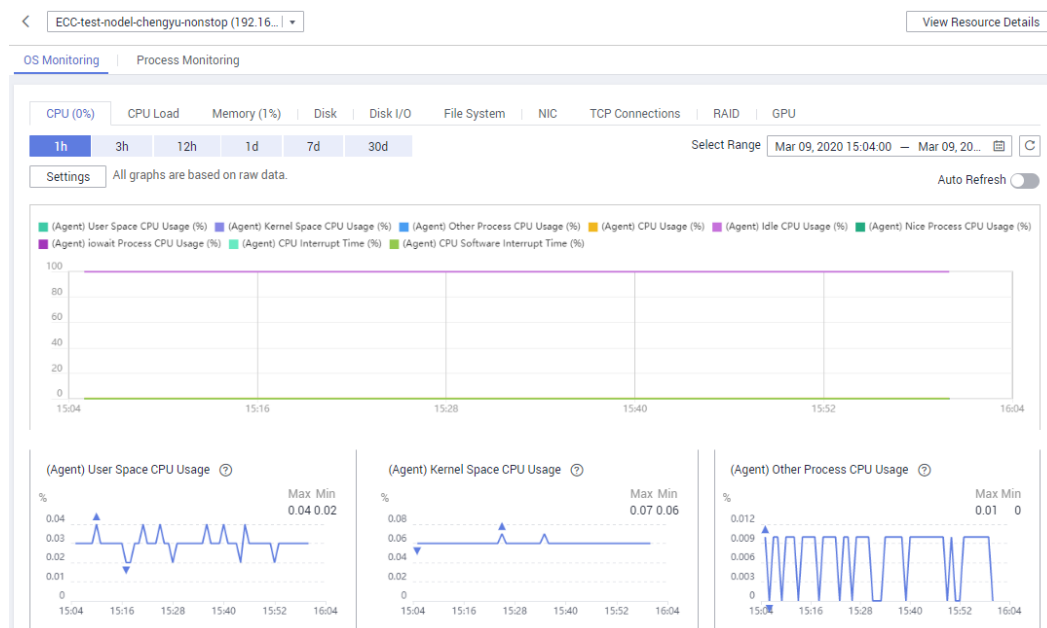 ECC-test-nodel-chengyu-nonstop (192.16...
View Resource Details
OS Monitoring
Process Monitoring
CPU (0%)
CPU Load
Memory (1%)
Disk
Disk I/O
File System
NIC
TCP Connections
RAID
GPU
1h
3h
12h
1d
7d
30d
Select Range
Mar 09, 2020 15:04:00 — Mar 09, 20...
Settings
All graphs are based on raw data.
Auto Refresh
(Agent) User Space CPU Usage (%)
(Agent) Kernel Space CPU Usage (%)
(Agent) Other Process CPU Usage (%)
(Agent) CPU Usage (%)
(Agent) Idle CPU Usage (%)
(Agent) Nice Process CPU Usage (%)
(Agent) iowait Process CPU Usage (%)
(Agent) CPU Interrupt Time (%)
(Agent) CPU Software Interrupt Time (%)
100
80
60
40
20
0
15:04
15:16
15:28
15:40
15:52
16:04
(Agent) User Space CPU Usage
%
Max Min
0.04 0.02
0.04
0.03
0.02
0.01
0
15:04
15:16
15:28
15:40
15:52
16:04
(Agent) Kernel Space CPU Usage
%
Max Min
0.07 0.06
0.08
0.06
0.04
0.02
0
15:04
15:16
15:28
15:40
15:52
16:04
(Agent) Other Process CPU Usage
%
Max Min
0.01 0
0.012
0.009
0.006
0.003
0
15:04
15:16
15:28
15:40
15:52
16:04